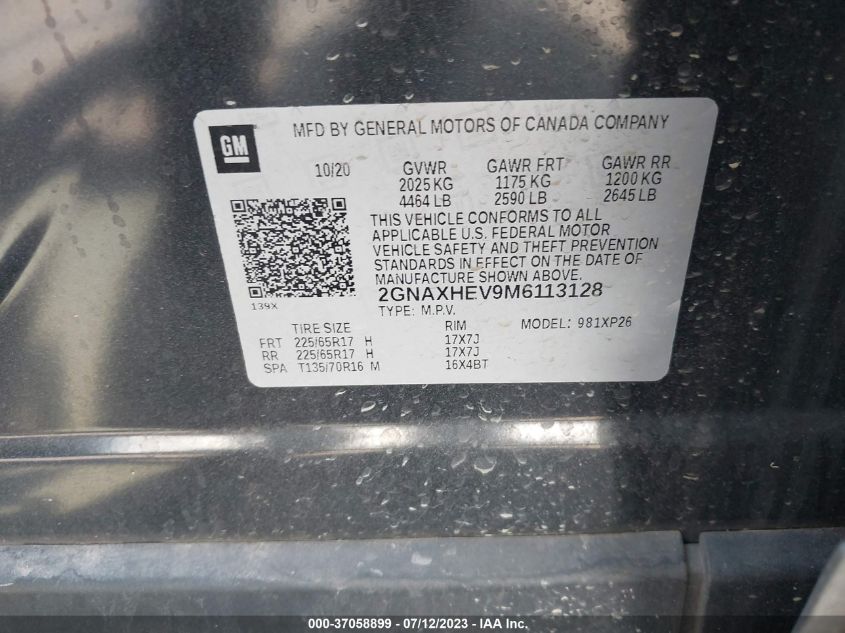 GM
MFD BY GENERAL MOTORS OF CANADA COMPANY
10/20 GVWR GAWR FRT GAWR RR
2025 KG 1175 KG 1200 KG
4464 LB 2590 LB 2645 LB
THIS VEHICLE CONFORMS TO ALL
APPLICABLE U.S. FEDERAL MOTOR
VEHICLE SAFETY AND THEFT PREVENTION
STANDARDS IN EFFECT ON THE DATE OF
MANUFACTURE SHOWN ABOVE.
139X 2GNAXHEV9M6113128
TYPE: M.P.V.
TIRE SIZE RIM MODEL: 981XP26
FRT 225/65R17 H 17X7J
RR 225/65R17 H 17X7J
SPA T135/70R16 M 16X4BT
000-37058899 / 07/12/2023 / - IAAI.com